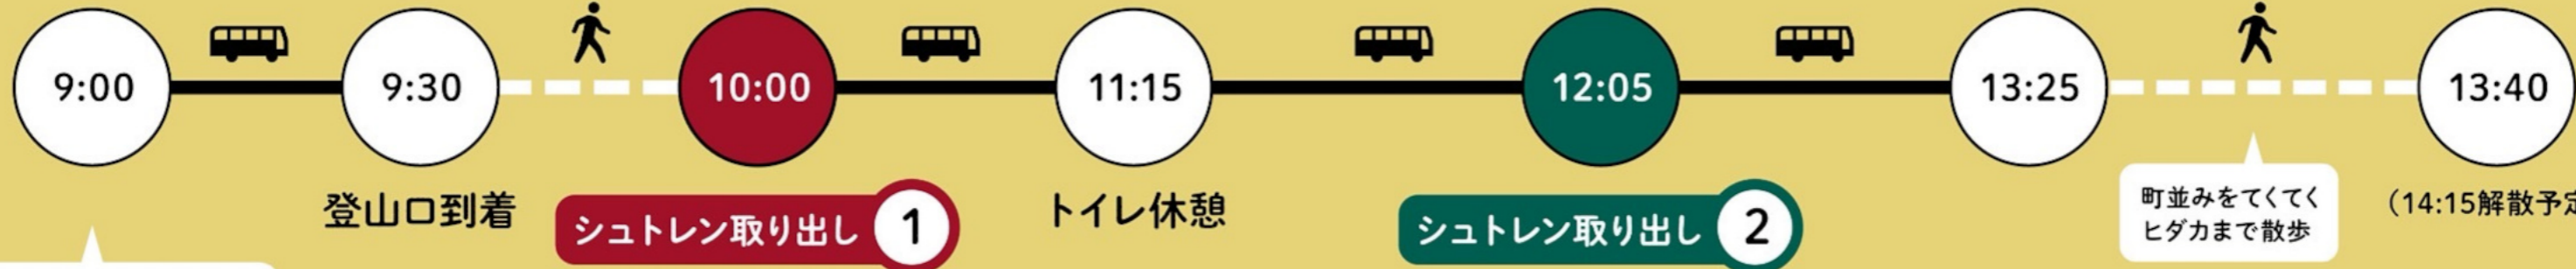 9:00
9:30
10:00
11:15
12:05
13:25
13:40
登山口到着
シュトレン取り出し 1
トイレ休憩
シュトレン取り出し 2
町並みをてくてく
ヒダカまで散歩
（14:15解散予定